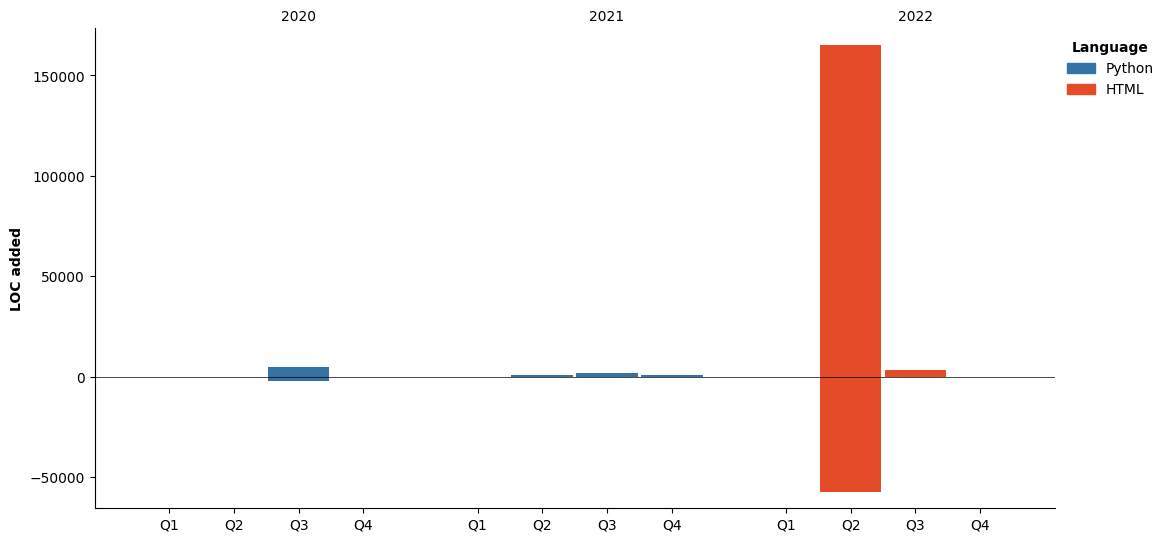 2020 2021 2022
Language
Python
HTML
150000
100000
50000
0
−50000
LOC added
Q1 Q2 Q3 Q4 Q1 Q2 Q3 Q4 Q1 Q2 Q3 Q4